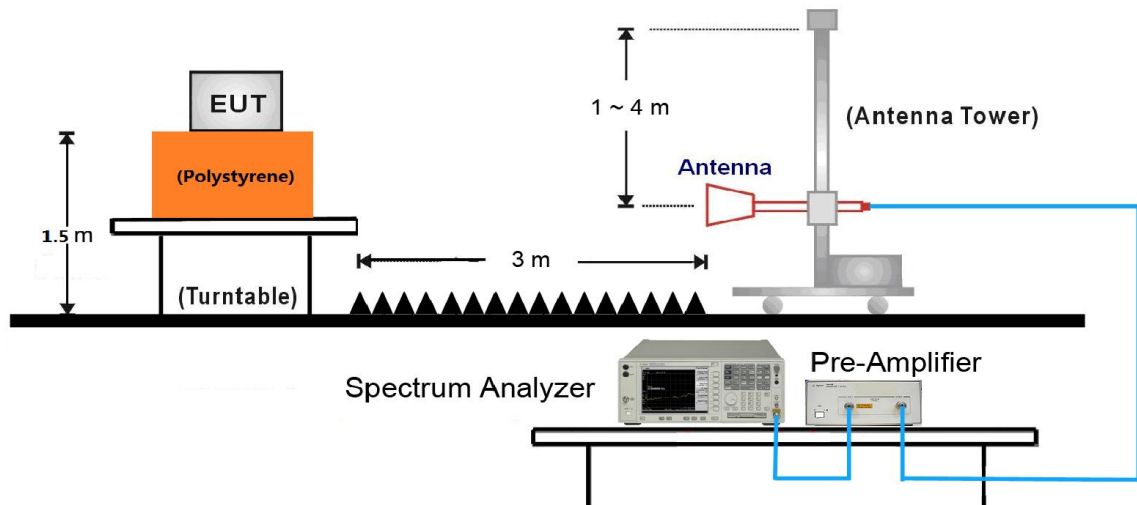 EUT
(Polystyrene)
1.5 m
(Turntable)
3 m
1 ~ 4 m
(Antenna Tower)
Antenna
Spectrum Analyzer
Pre-Amplifier